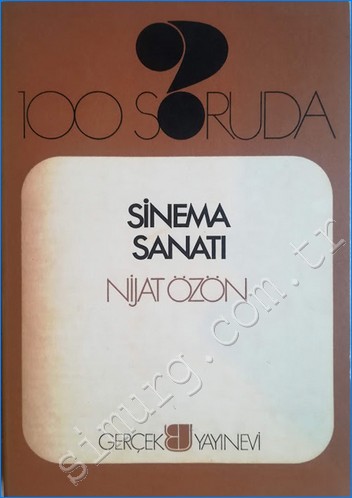 100 SORUDA
SİNEMA
SANATI
NİJAT ÖZÖN
GERÇEK YAYINEVİ
simurg.com.tr